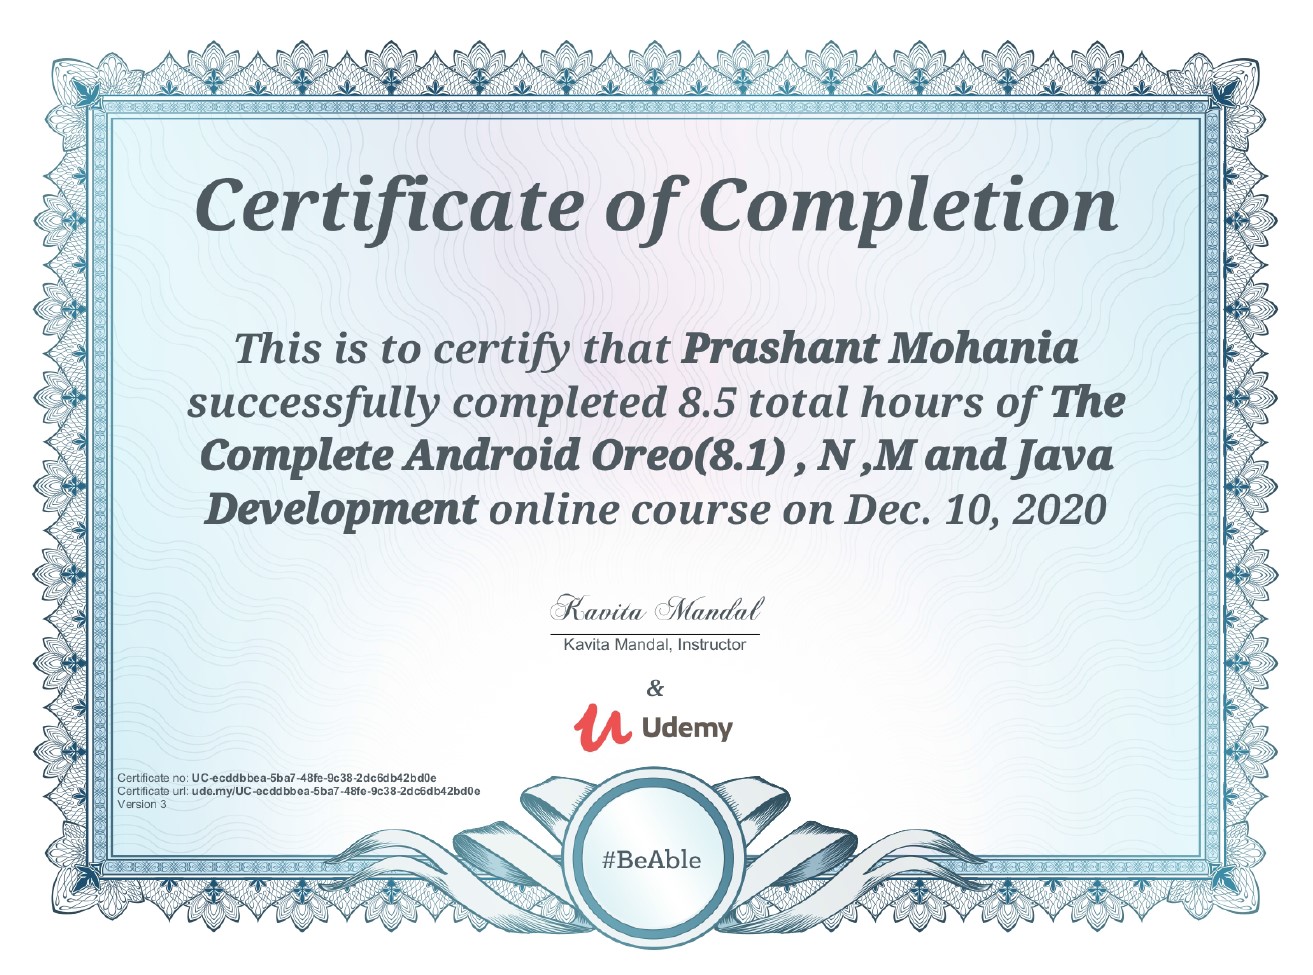 Certificate of Completion
This is to certify that Prashant Mohania
successfully completed 8.5 total hours of The
Complete Android Oreo(8.1) , N ,M and Java
Development online course on Dec. 10, 2020
Kavita Mandal
Kavita Mandal, Instructor
&
Udemy
Certificate no: UC-ecddbbea-5ba7-48fe-9c38-2dc6db42bd0e
Certificate url: ude.my/UC-ecddbbea-5ba7-48fe-9c38-2dc6db42bd0e
Version 3
#BeAble